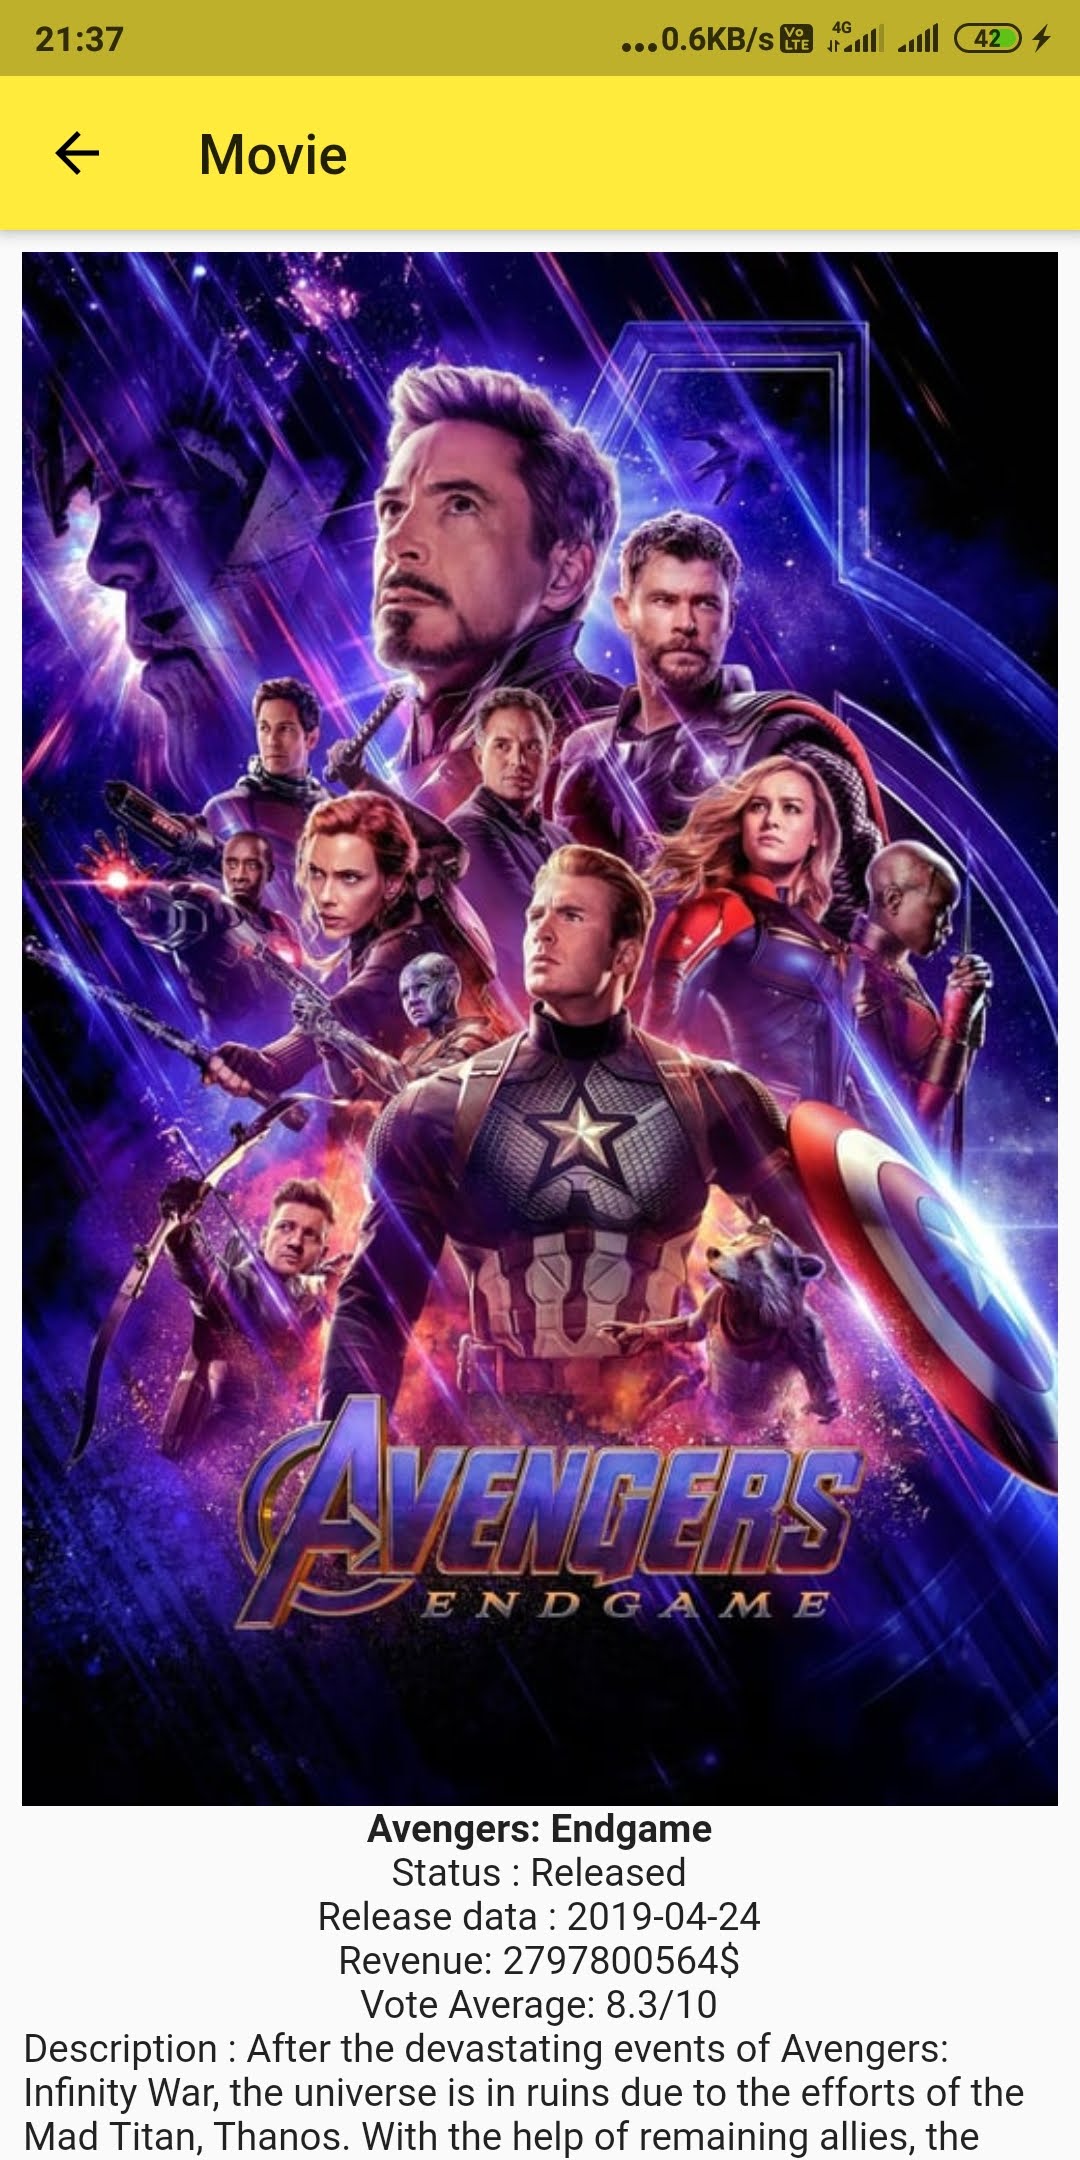 21:37
...0.6KB/s Vo LTE 4G 42
Movie
AVENGERS
ENDGAME
Avengers: Endgame
Status : Released
Release data : 2019-04-24
Revenue: 2797800564$
Vote Average: 8.3/10
Description : After the devastating events of Avengers:
Infinity War, the universe is in ruins due to the efforts of the
Mad Titan, Thanos. With the help of remaining allies, the